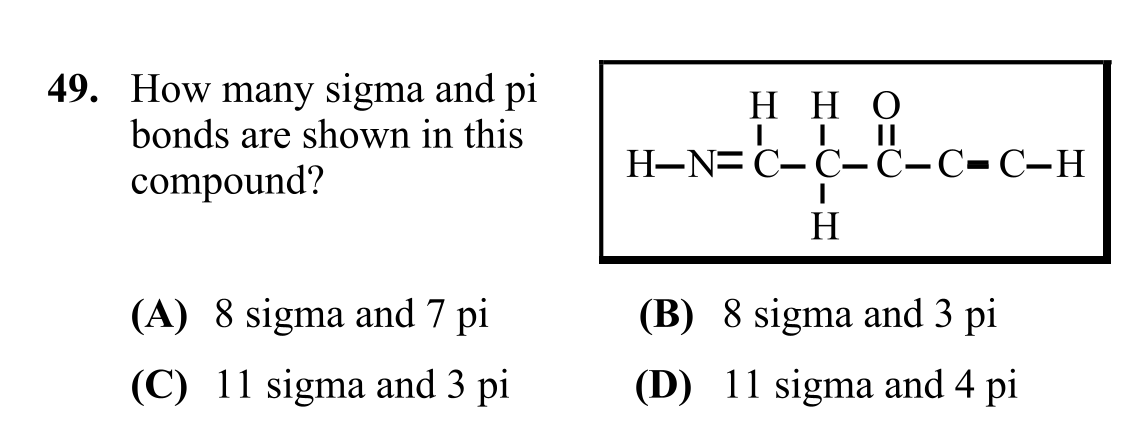 49. How many sigma and pi
bonds are shown in this
compound?
H H O
H–N=C–C–C–C≡C–H
H
(A) 8 sigma and 7 pi
(B) 8 sigma and 3 pi
(C) 11 sigma and 3 pi
(D) 11 sigma and 4 pi